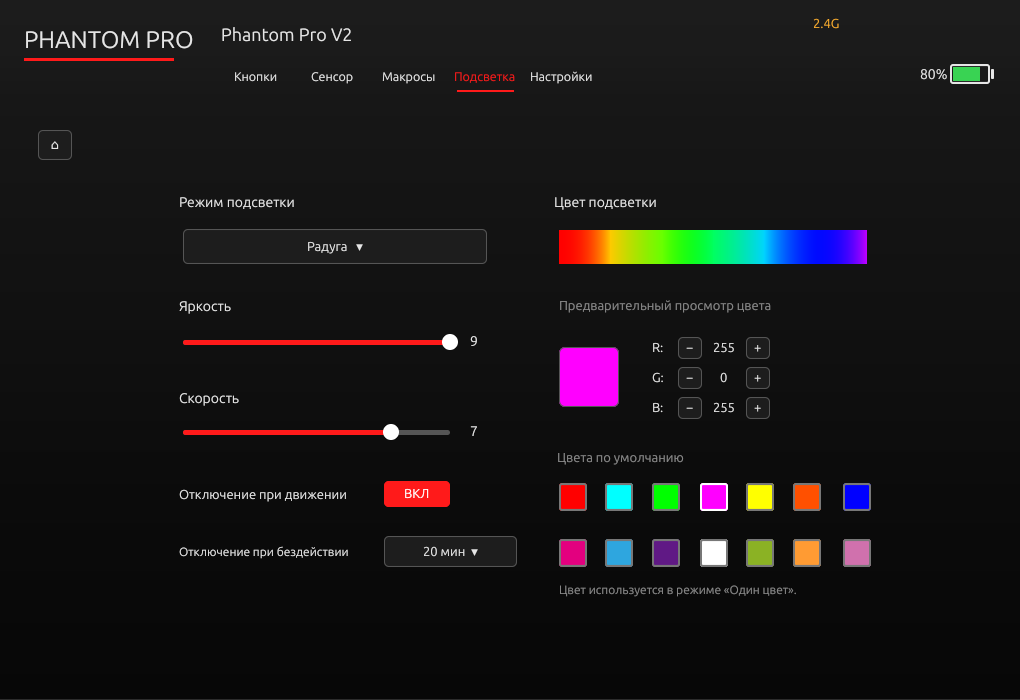 PHANTOM PRO
Phantom Pro V2
2.4G
Кнопки Сенсор Макросы Подсветка Настройки
80%
Режим подсветки
Радуга ▼
Яркость
9
Скорость
7
Отключение при движении ВКЛ
Отключение при бездействии 20 мин ▼
Цвет подсветки
Предварительный просмотр цвета
R: − 255 +
G: − 0 +
B: − 255 +
Цвета по умолчанию
Цвет используется в режиме «Один цвет».